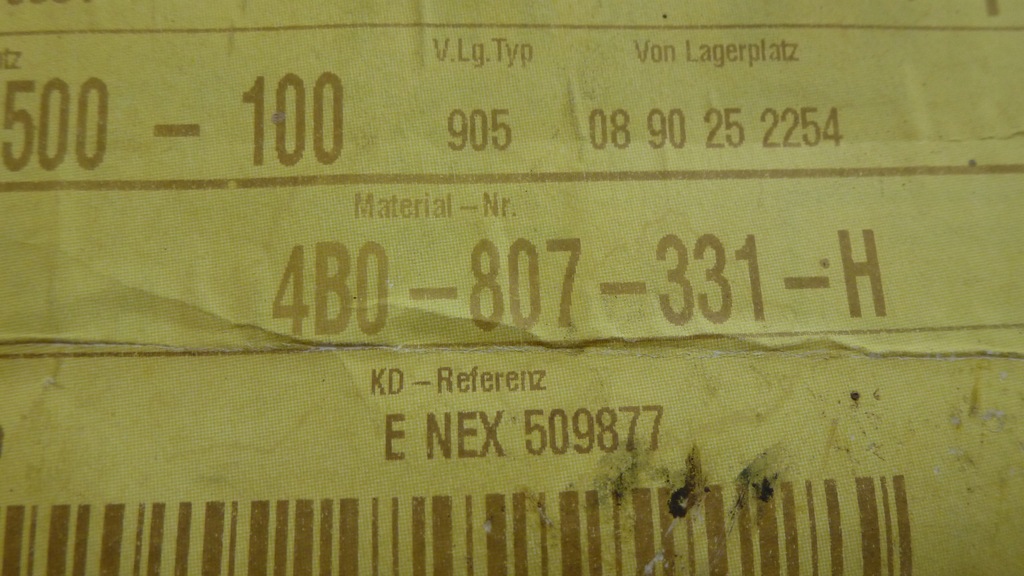 V.Lg.Typ Von Lagerplatz
500 - 100 905 08 90 25 2254
Material - Nr.
4B0 - 807 - 331 - H
KD - Referenz
E NEX 509877